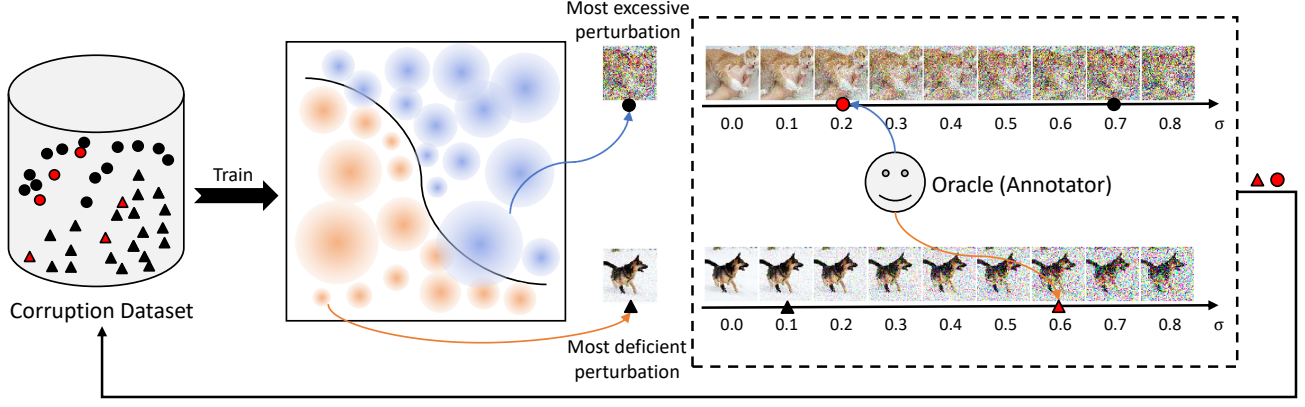 Most excessive
perturbation
0.0 0.1 0.2 0.3 0.4 0.5 0.6 0.7 0.8 σ
Train
Oracle (Annotator)
Corruption Dataset
0.0 0.1 0.2 0.3 0.4 0.5 0.6 0.7 0.8 σ
Most deficient
perturbation